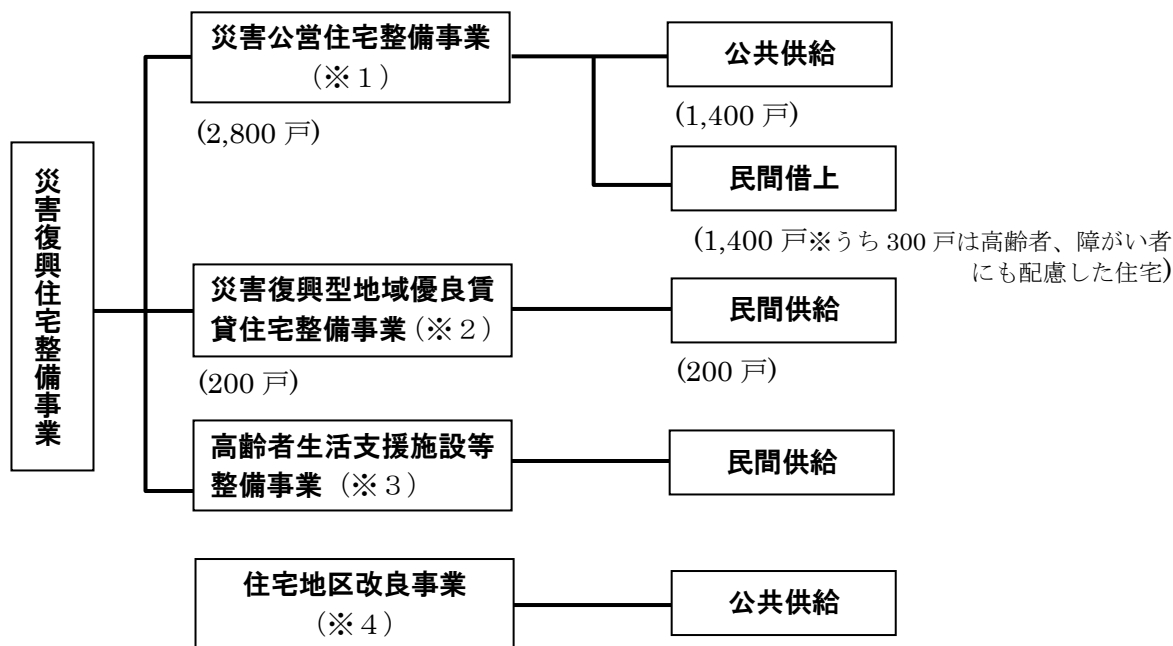 災害復興住宅整備事業
災害公営住宅整備事業
（※１）
(2,800 戸)
公共供給
(1,400 戸)
民間借上
(1,400 戸※うち 300 戸は高齢者、障がい者
にも配慮した住宅)
災害復興型地域優良賃
貸住宅整備事業（※２）
(200 戸)
民間供給
(200 戸)
高齢者生活支援施設等
整備事業（※３）
民間供給
住宅地区改良事業
（※４）
公共供給